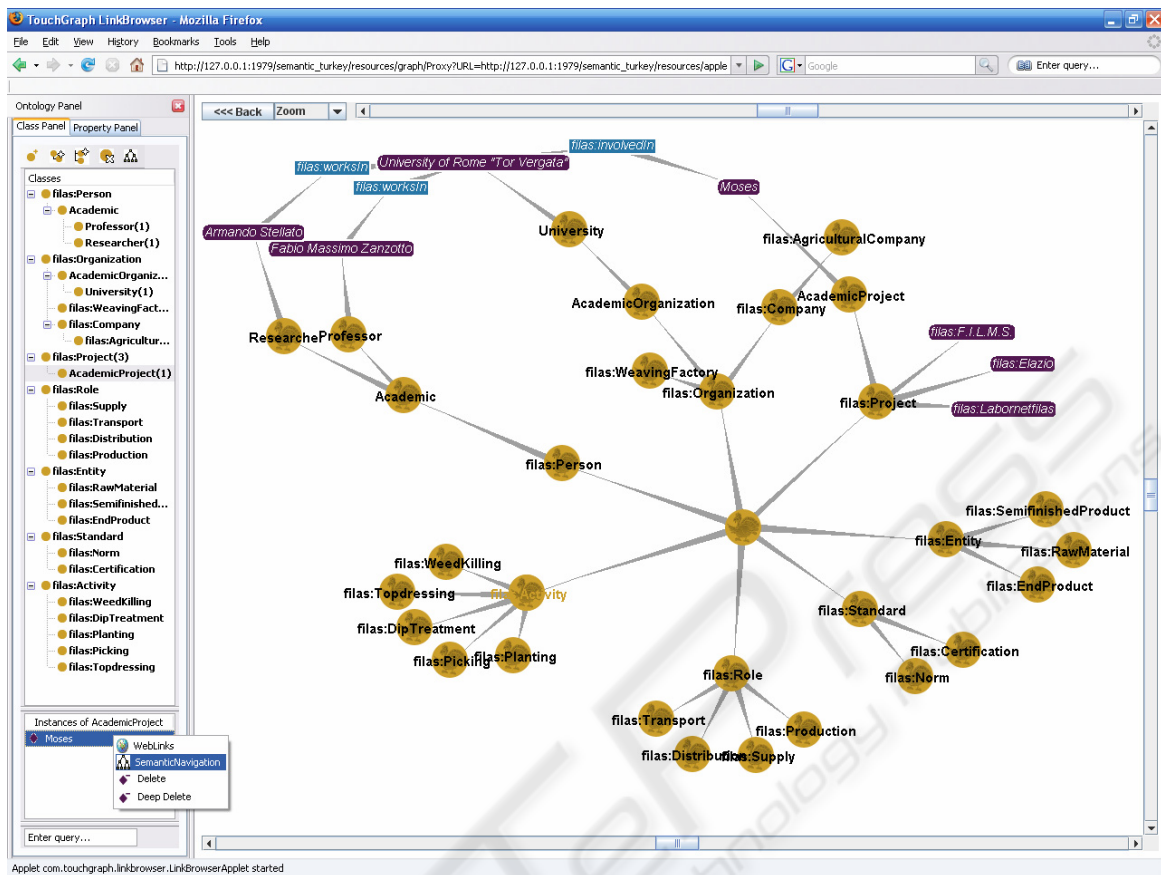 TouchGraph LinkBrowser - Mozilla Firefox
File Edit View History Bookmarks Tools Help
http://127.0.0.1:1979/semantic_turkey/resources/graph/Proxy?URL=http://127.0.0.1:1979/semantic_turkey/resources/apple
G Google
Enter query...
Ontology Panel
Class Panel Property Panel
Classes
filas:Person
Academic
Professor(1)
Researcher(1)
filas:Organization
AcademicOrganiz...
University(1)
filas:WeavingFact...
filas:Company
filas:Agricultur...
filas:Project(3)
AcademicProject(1)
filas:Role
filas:Supply
filas:Transport
filas:Distribution
filas:Production
filas:Entity
filas:RawMaterial
filas:Semifinished...
filas:EndProduct
filas:Standard
filas:Norm
filas:Certification
filas:Activity
filas:WeedKilling
filas:DipTreatment
filas:Planting
filas:Picking
filas:Topdressing
Instances of AcademicProject
Moses
WebLinks
SemanticNavigation
Delete
Deep Delete
Enter query...
<<< Back Zoom
filas:involvedIn
filas:worksIn
University of Rome "Tor Vergata"
filas:worksIn
Moses
Armando Stellato
Fabio Massimo Zanzotto
University
filas:AgriculturalCompany
AcademicOrganization
filas:Company
AcademicProject
Researche
Professor
filas:F.I.L.M.S.
filas:Elazio
filas:WeavingFactory
filas:Organization
Academic
filas:Project
filas:Labornetfilas
filas:Person
filas:SemifinishedProduct
filas:Entity
filas:RawMaterial
filas:EndProduct
filas:WeedKilling
filas:Topdressing
filas:Activity
filas:DipTreatment
filas:Picking
filas:Planting
filas:Standard
filas:Certification
filas:Norm
filas:Role
filas:Transport
filas:Production
filas:Distribution
filas:Supply
Applet com.touchgraph.linkbrowser.LinkBrowserApplet started